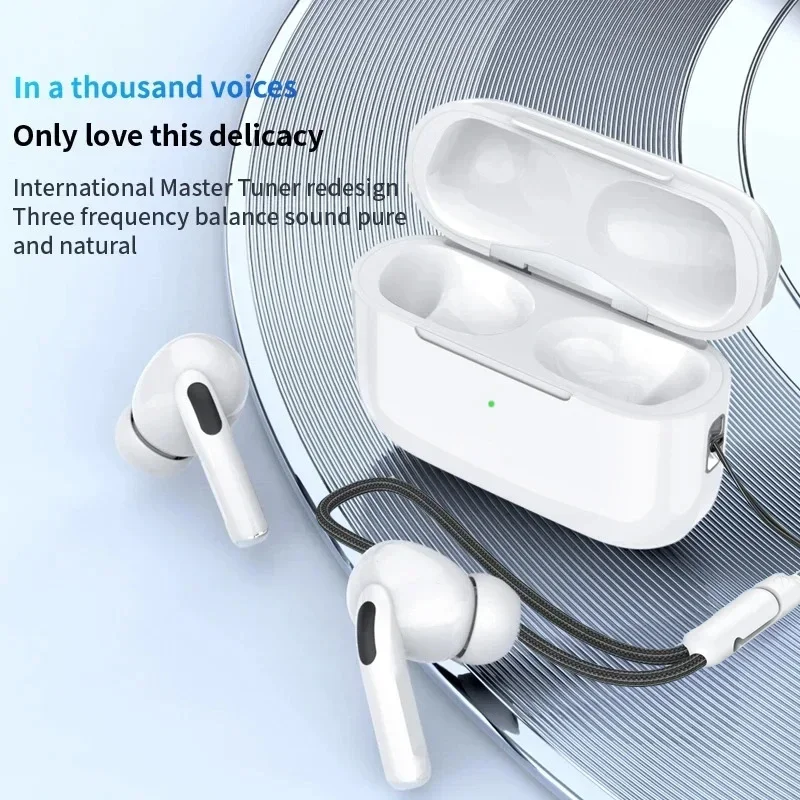 In a thousand voices
Only love this delicacy
International Master Tuner redesign
Three frequency balance sound pure
and natural